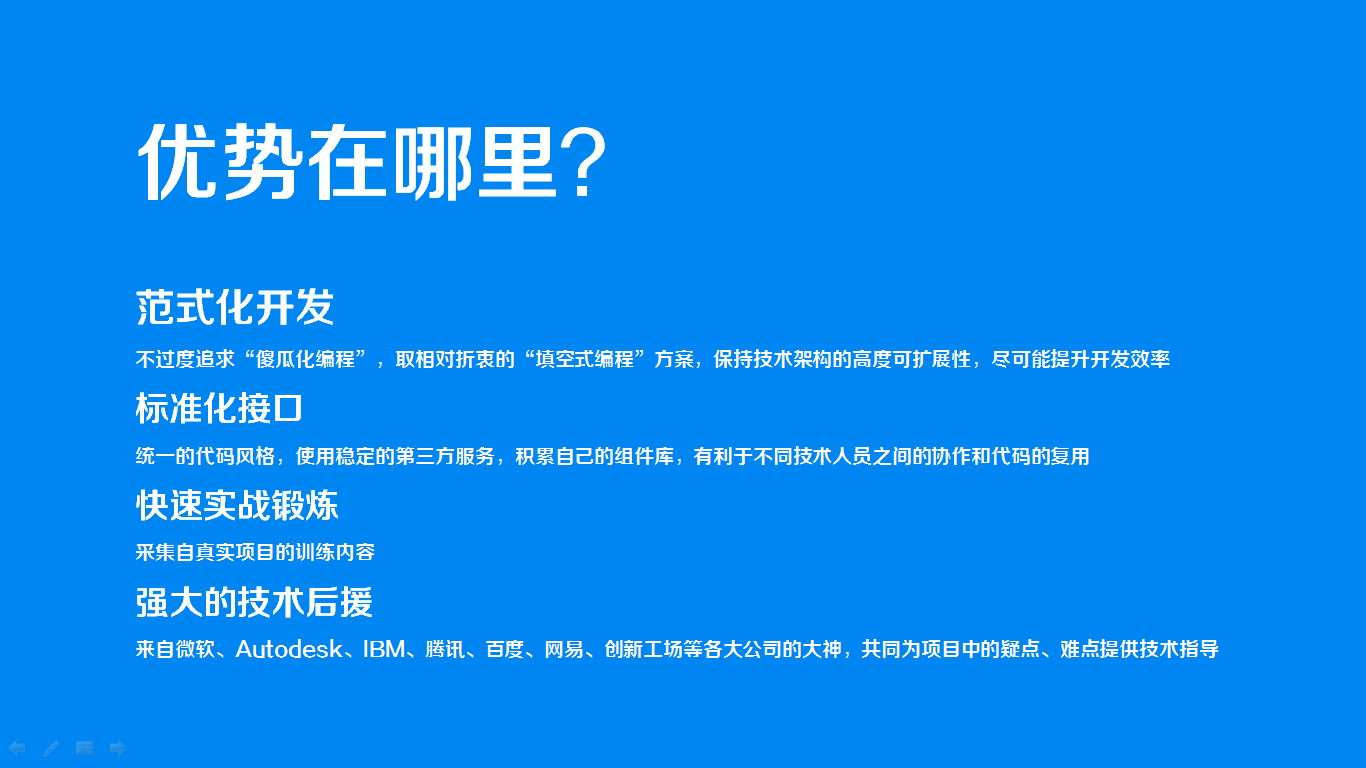 优势在哪里?
范式化开发
不过度追求“傻瓜化编程”，取相对折衷的“填空式编程”方案，保持技术架构的高度可扩展性，尽可能提升开发效率
标准化接口
统一的代码风格，使用稳定的第三方服务，积累自己的组件库，有利于不同技术人员之间的协作和代码的复用
快速实战锻炼
采集自真实项目的训练内容
强大的技术后援
来自微软、Autodesk、IBM、腾讯、百度、网易、创新工场等各大公司的大神，共同为项目中的疑点、难点提供技术指导